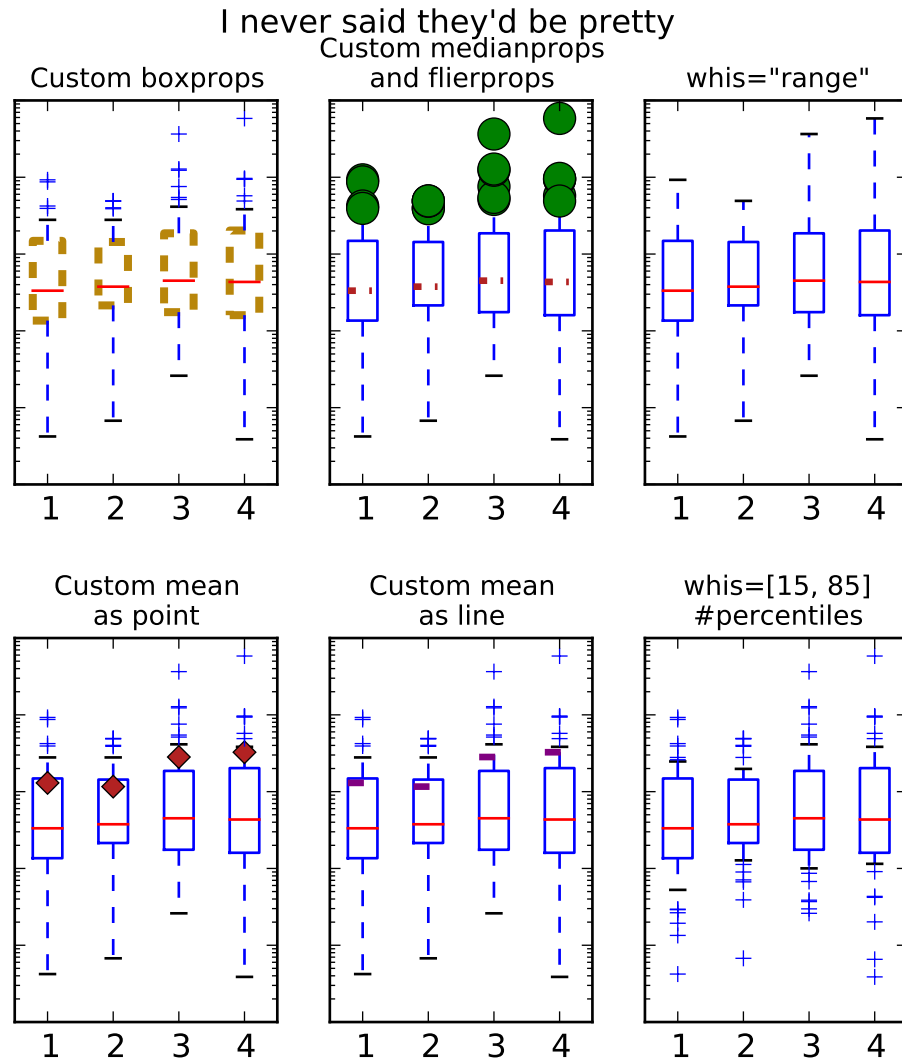 I never said they'd be pretty
Custom boxprops
Custom medianprops
and flierprops
whis="range"
1 2 3 4
1 2 3 4
1 2 3 4
Custom mean
as point
Custom mean
as line
whis=[15, 85]
#percentiles
1 2 3 4
1 2 3 4
1 2 3 4